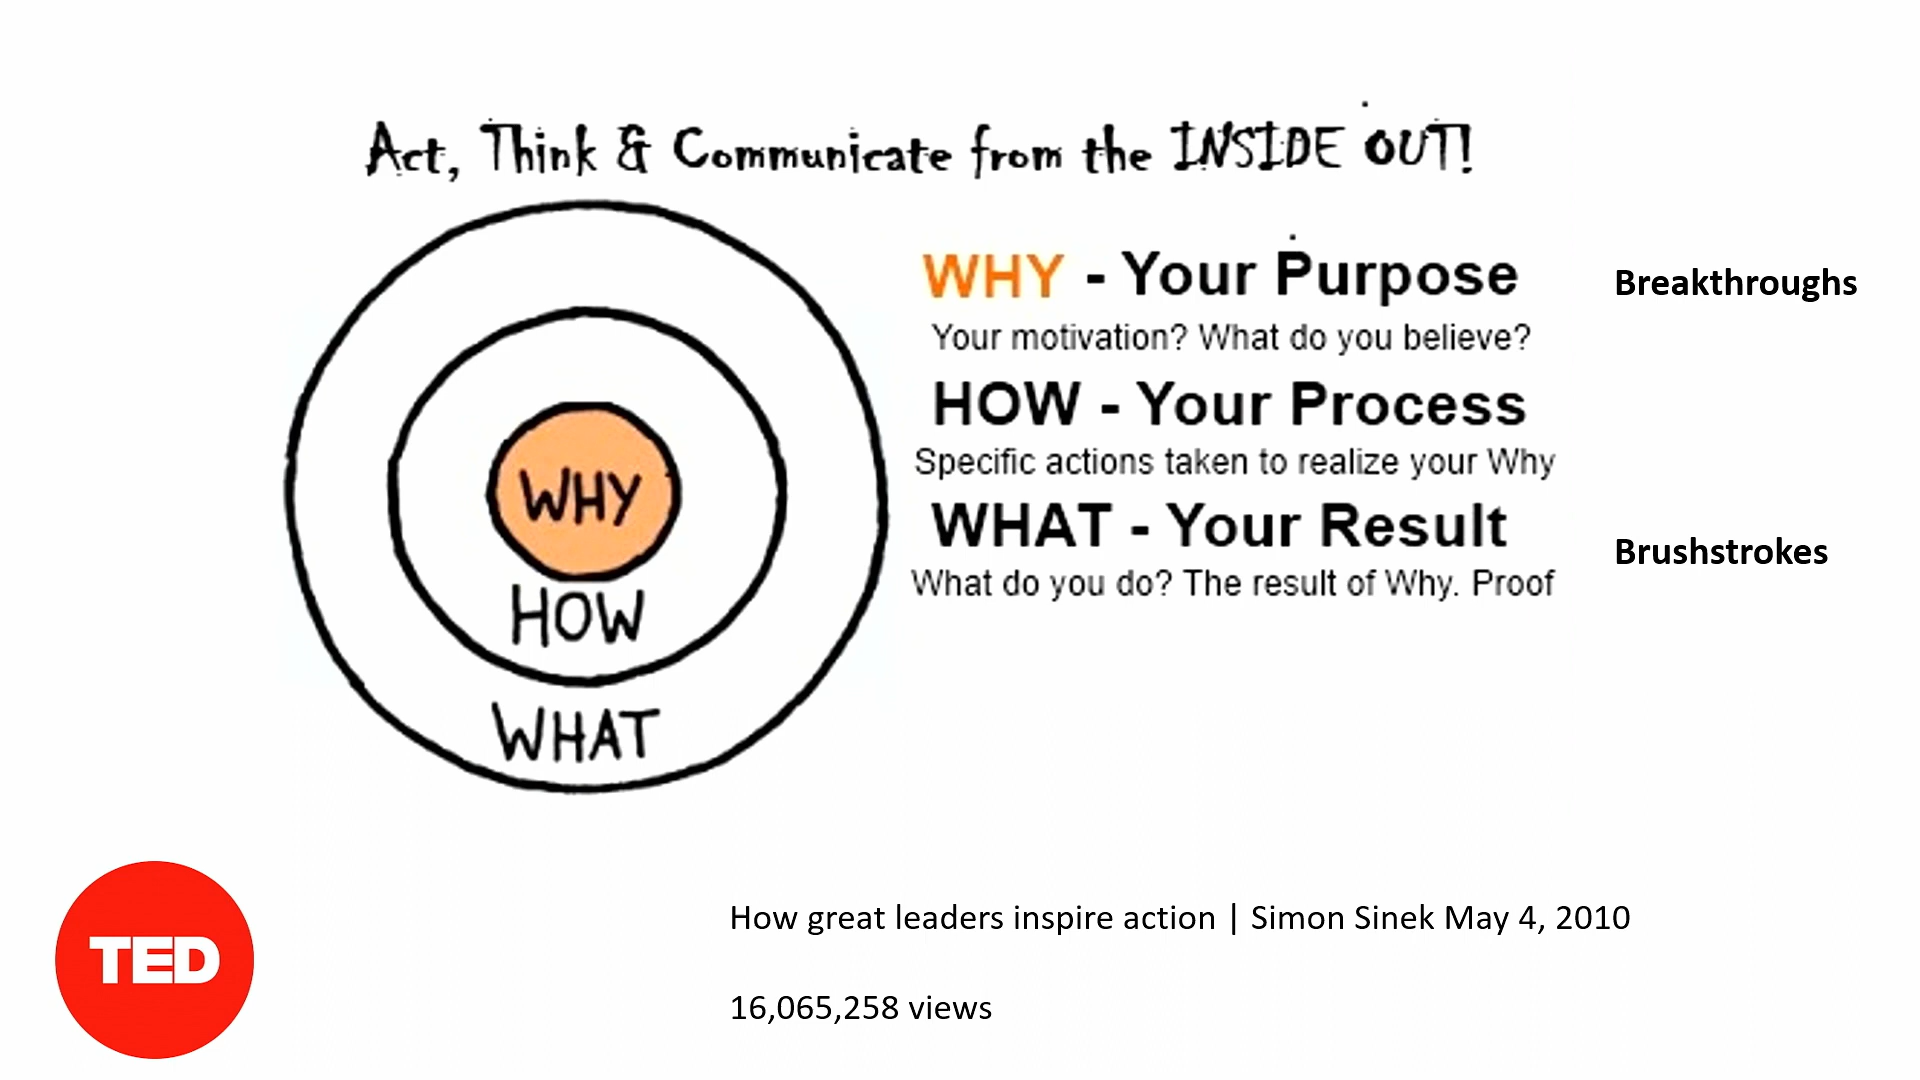 Act, Think & Communicate from the INSIDE OUT!
WHY - Your Purpose
Breakthroughs
Your motivation? What do you believe?
HOW - Your Process
Specific actions taken to realize your Why
WHAT - Your Result
Brushstrokes
What do you do? The result of Why. Proof
WHY
HOW
WHAT
TED
How great leaders inspire action | Simon Sinek May 4, 2010
16,065,258 views